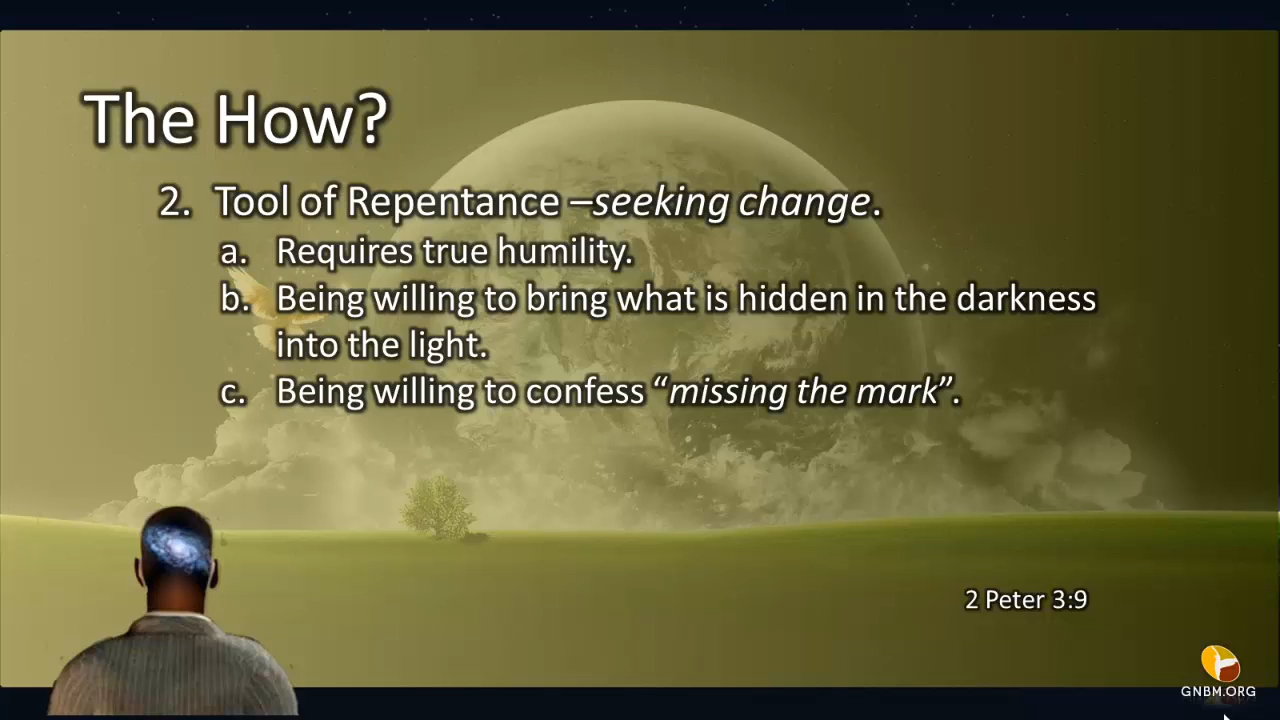 The How?
2. Tool of Repentance –seeking change.
a. Requires true humility.
b. Being willing to bring what is hidden in the darkness
into the light.
c. Being willing to confess “missing the mark”.
2 Peter 3:9
GNBM.ORG